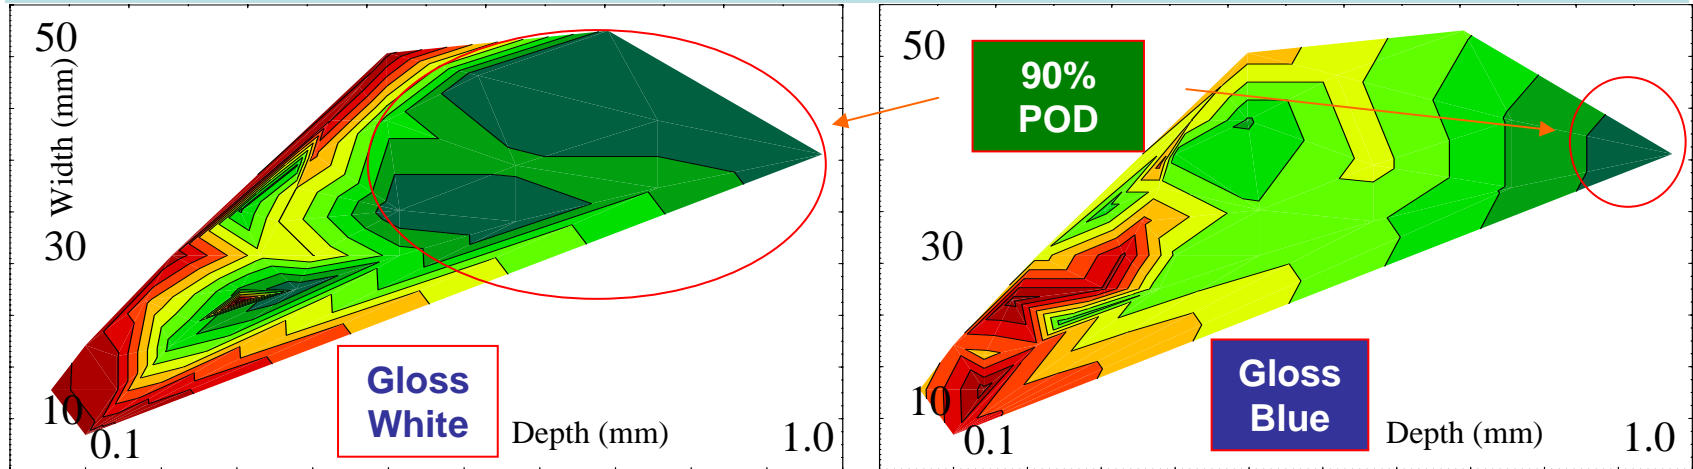 50
Width (mm)
30
10
0.1
Gloss
White
Depth (mm)
1.0
50
90%
POD
30
10
0.1
Gloss
Blue
Depth (mm)
1.0